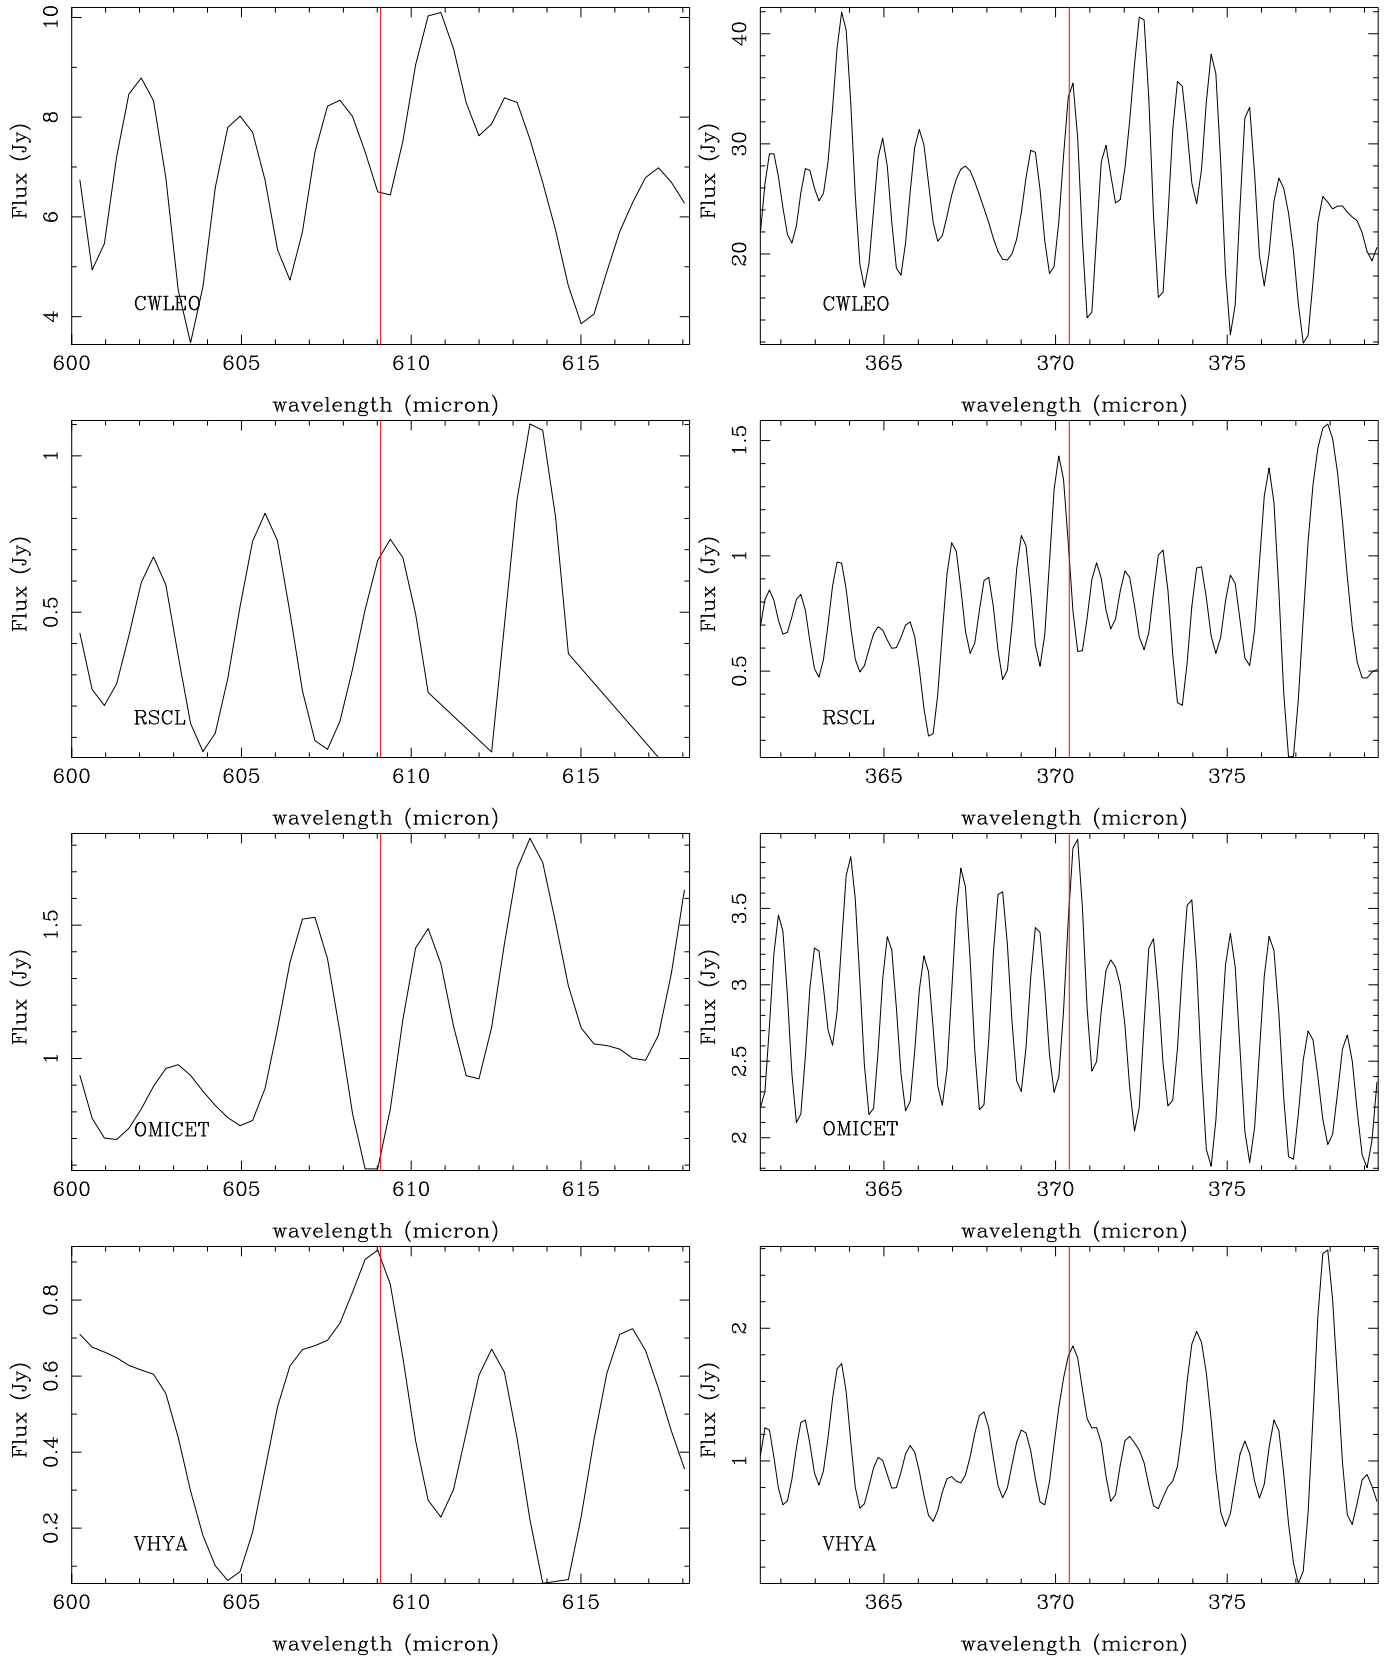 10
8
6
4
Flux (Jy)
CWLEO
600 605 610 615
wavelength (micron)
40
30
20
Flux (Jy)
CWLEO
365 370 375
wavelength (micron)
1
0.5
Flux (Jy)
RSCL
600 605 610 615
wavelength (micron)
1.5
1
0.5
Flux (Jy)
RSCL
365 370 375
wavelength (micron)
1.5
1
Flux (Jy)
OMICET
600 605 610 615
wavelength (micron)
3.5
3
2.5
2
Flux (Jy)
OMICET
365 370 375
wavelength (micron)
0.8
0.6
0.4
0.2
Flux (Jy)
VHYA
600 605 610 615
wavelength (micron)
2
1
Flux (Jy)
VHYA
365 370 375
wavelength (micron)